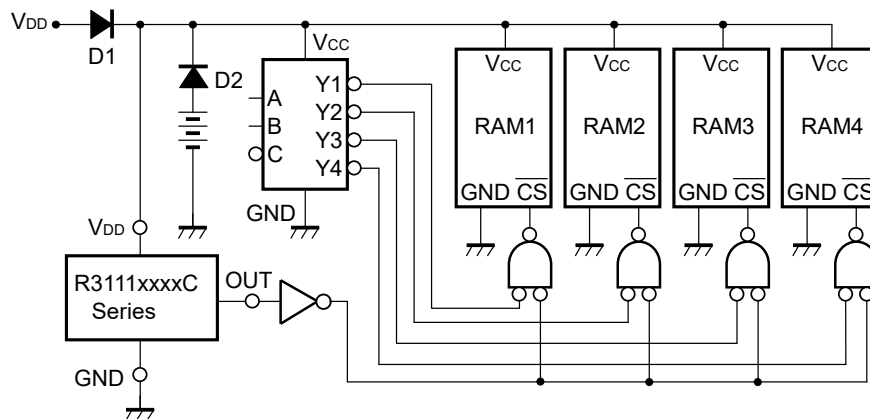 VDD
D1
D2
A
B
C
VCC
Y1
Y2
Y3
Y4
GND
VCC
RAM1
GND CS
VCC
RAM2
GND CS
VCC
RAM3
GND CS
VCC
RAM4
GND CS
VDD
R3111xxxxC
Series
OUT
GND